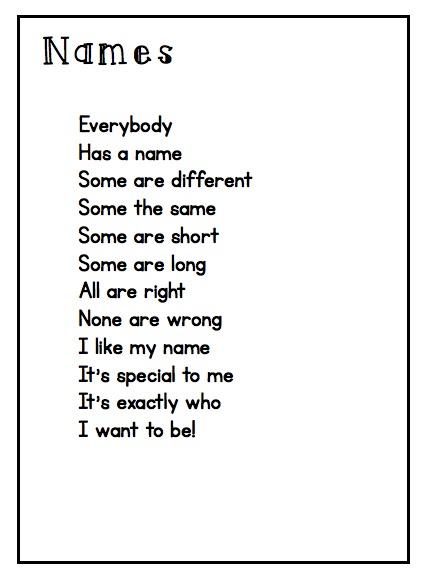 Names
Everybody
Has a name
Some are different
Some the same
Some are short
Some are long
All are right
None are wrong
I like my name
It's special to me
It's exactly who
I want to be!